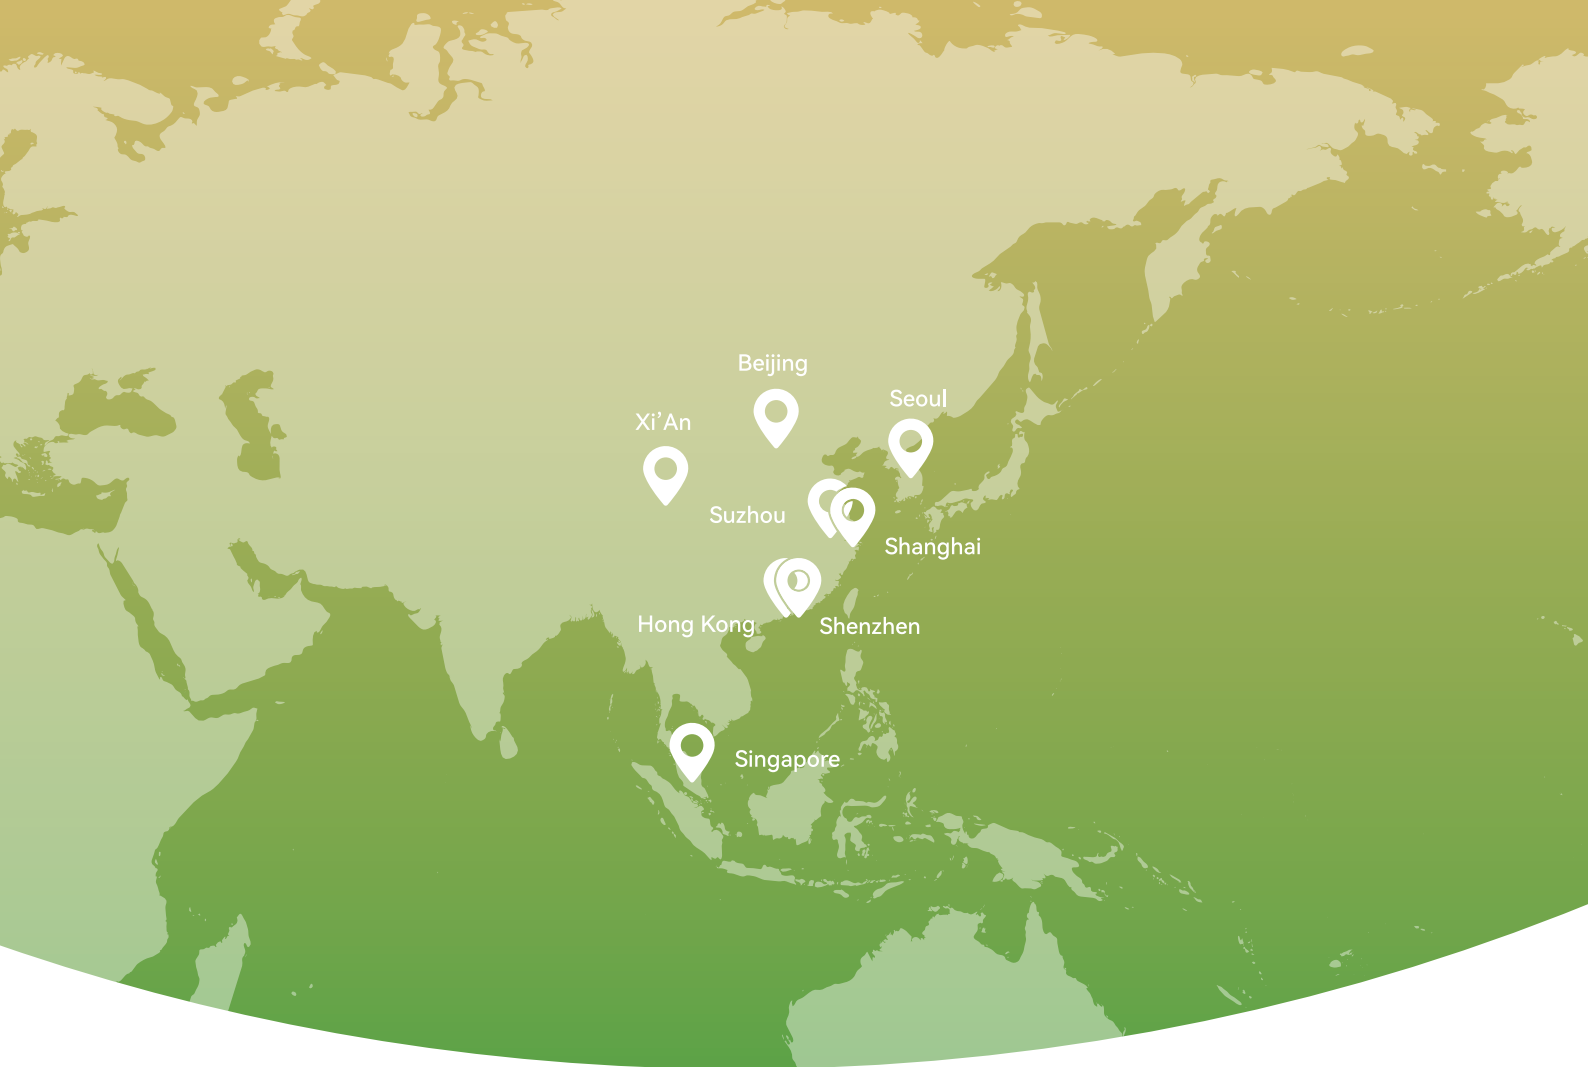 Beijing
Seoul
Xi’An
Suzhou
Shanghai
Hong Kong
Shenzhen
Singapore